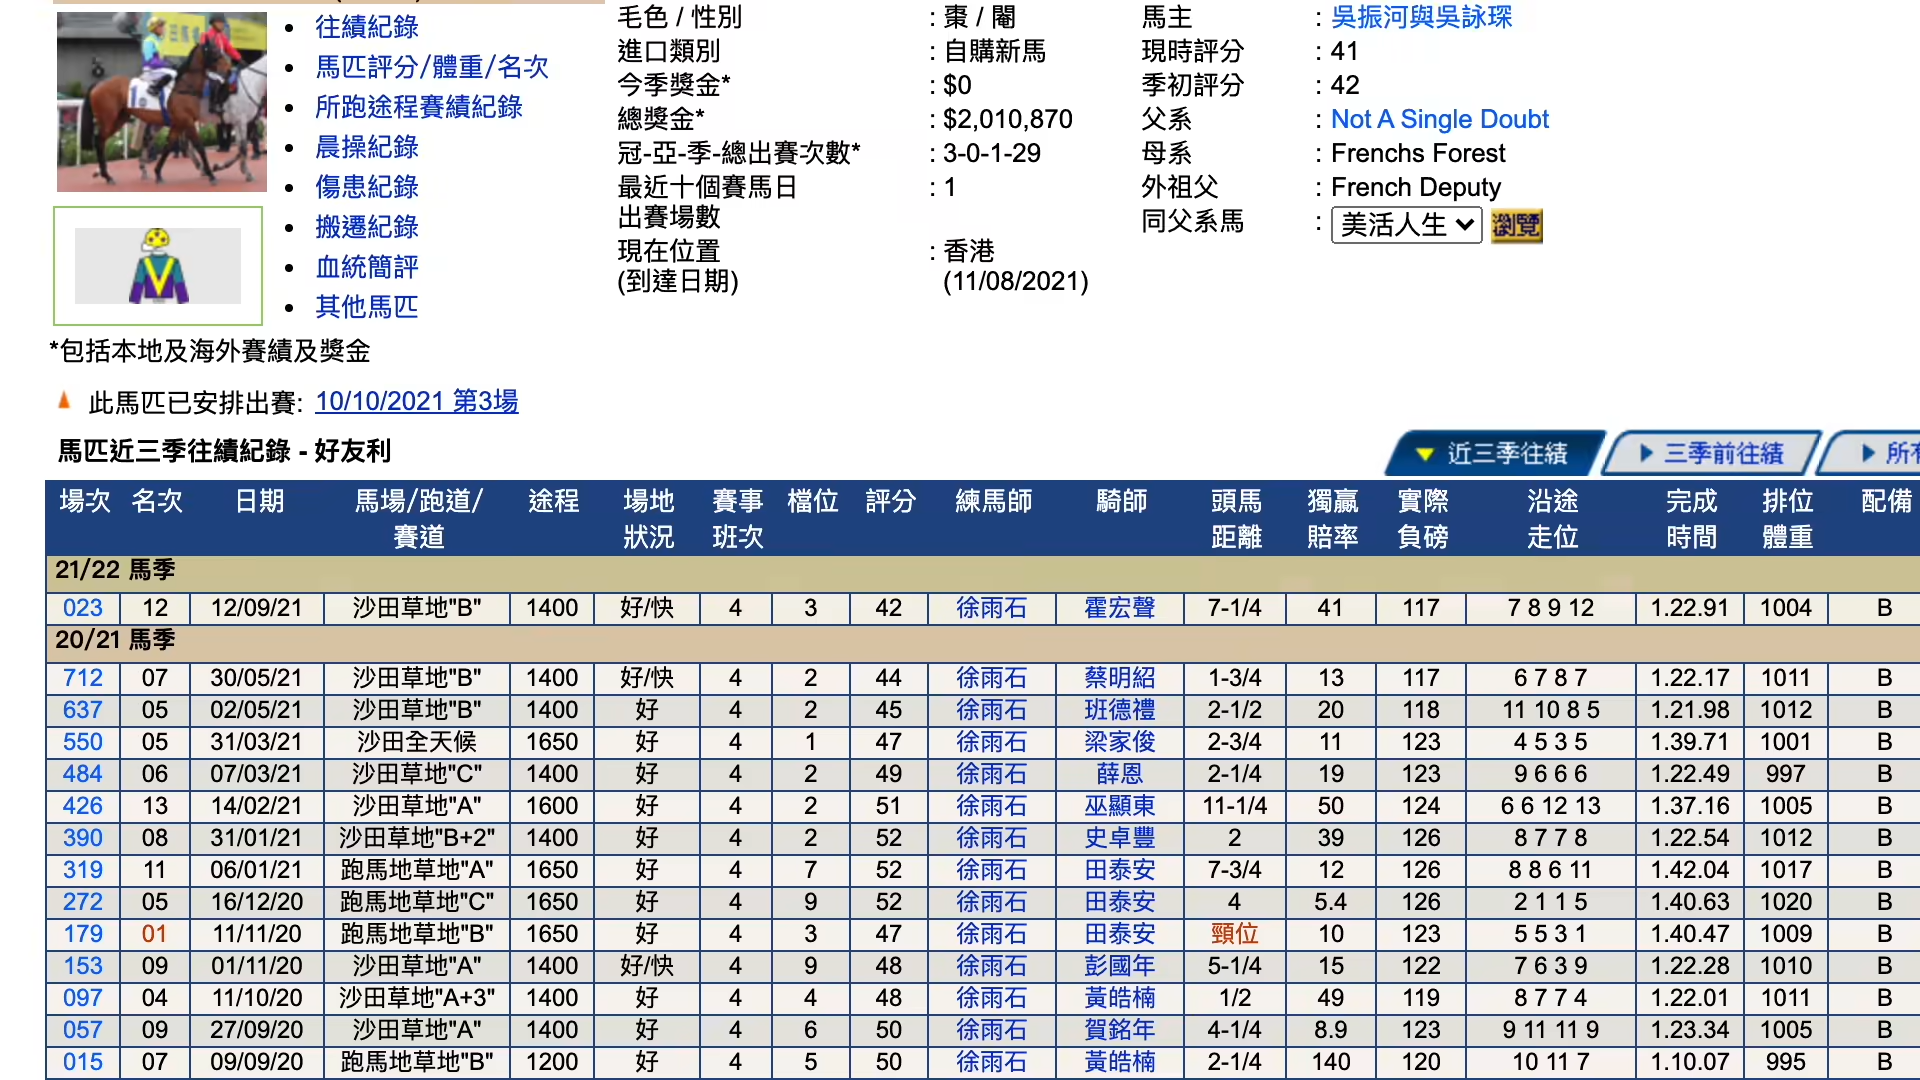 往績紀錄
馬匹評分/體重/名次
所跑途程賽績紀錄
晨操紀錄
傷患紀錄
搬遷紀錄
血統簡評
其他馬匹
毛色 / 性別 : 棗 / 閹
進口類別 : 自購新馬
今季獎金* : $0
總獎金* : $2,010,870
冠-亞-季-總出賽次數* : 3-0-1-29
最近十個賽馬日 : 1
出賽場數
現在位置 : 香港
(到達日期) (11/08/2021)
馬主 : 吳振河與吳詠琛
現時評分 : 41
季初評分 : 42
父系 : Not A Single Doubt
母系 : Frenchs Forest
外祖父 : French Deputy
同父系馬 : 美活人生 瀏覽
*包括本地及海外賽績及獎金
此馬匹已安排出賽: 10/10/2021 第3場
馬匹近三季往績紀錄 - 好友利
近三季往績 三季前往績 所有
場次 名次 日期 馬場/跑道/ 途程 場地 賽事 檔位 評分 練馬師 騎師 頭馬 獨贏 實際 沿途 完成 排位 配備
賽道 狀況 班次 距離 賠率 負磅 走位 時間 體重
21/22 馬季
023 12 12/09/21 沙田草地"B" 1400 好/快 4 3 42 徐雨石 霍宏聲 7-1/4 41 117 7 8 9 12 1.22.91 1004 B
20/21 馬季
712 07 30/05/21 沙田草地"B" 1400 好/快 4 2 44 徐雨石 蔡明紹 1-3/4 13 117 6 7 8 7 1.22.17 1011 B
637 05 02/05/21 沙田草地"B" 1400 好 4 2 45 徐雨石 班德禮 2-1/2 20 118 11 10 8 5 1.21.98 1012 B
550 05 31/03/21 沙田全天候 1650 好 4 1 47 徐雨石 梁家俊 2-3/4 11 123 4 5 3 5 1.39.71 1001 B
484 06 07/03/21 沙田草地"C" 1400 好 4 2 49 徐雨石 薛恩 2-1/4 19 123 9 6 6 6 1.22.49 997 B
426 13 14/02/21 沙田草地"A" 1600 好 4 2 51 徐雨石 巫顯東 11-1/4 50 124 6 6 12 13 1.37.16 1005 B
390 08 31/01/21 沙田草地"B+2" 1400 好 4 2 52 徐雨石 史卓豐 2 39 126 8 7 7 8 1.22.54 1012 B
319 11 06/01/21 跑馬地草地"A" 1650 好 4 7 52 徐雨石 田泰安 7-3/4 12 126 8 8 6 11 1.42.04 1017 B
272 05 16/12/20 跑馬地草地"C" 1650 好 4 9 52 徐雨石 田泰安 4 5.4 126 2 1 1 5 1.40.63 1020 B
179 01 11/11/20 跑馬地草地"B" 1650 好 4 3 47 徐雨石 田泰安 頸位 10 123 5 5 3 1 1.40.47 1009 B
153 09 01/11/20 沙田草地"A" 1400 好/快 4 9 48 徐雨石 彭國年 5-1/4 15 122 7 6 3 9 1.22.28 1010 B
097 04 11/10/20 沙田草地"A+3" 1400 好 4 4 48 徐雨石 黃皓楠 1/2 49 119 8 7 7 4 1.22.01 1011 B
057 09 27/09/20 沙田草地"A" 1400 好 4 6 50 徐雨石 賀銘年 4-1/4 8.9 123 9 11 11 9 1.23.34 1005 B
015 07 09/09/20 跑馬地草地"B" 1200 好 4 5 50 徐雨石 黃皓楠 2-1/4 140 120 10 11 7 1.10.07 995 B